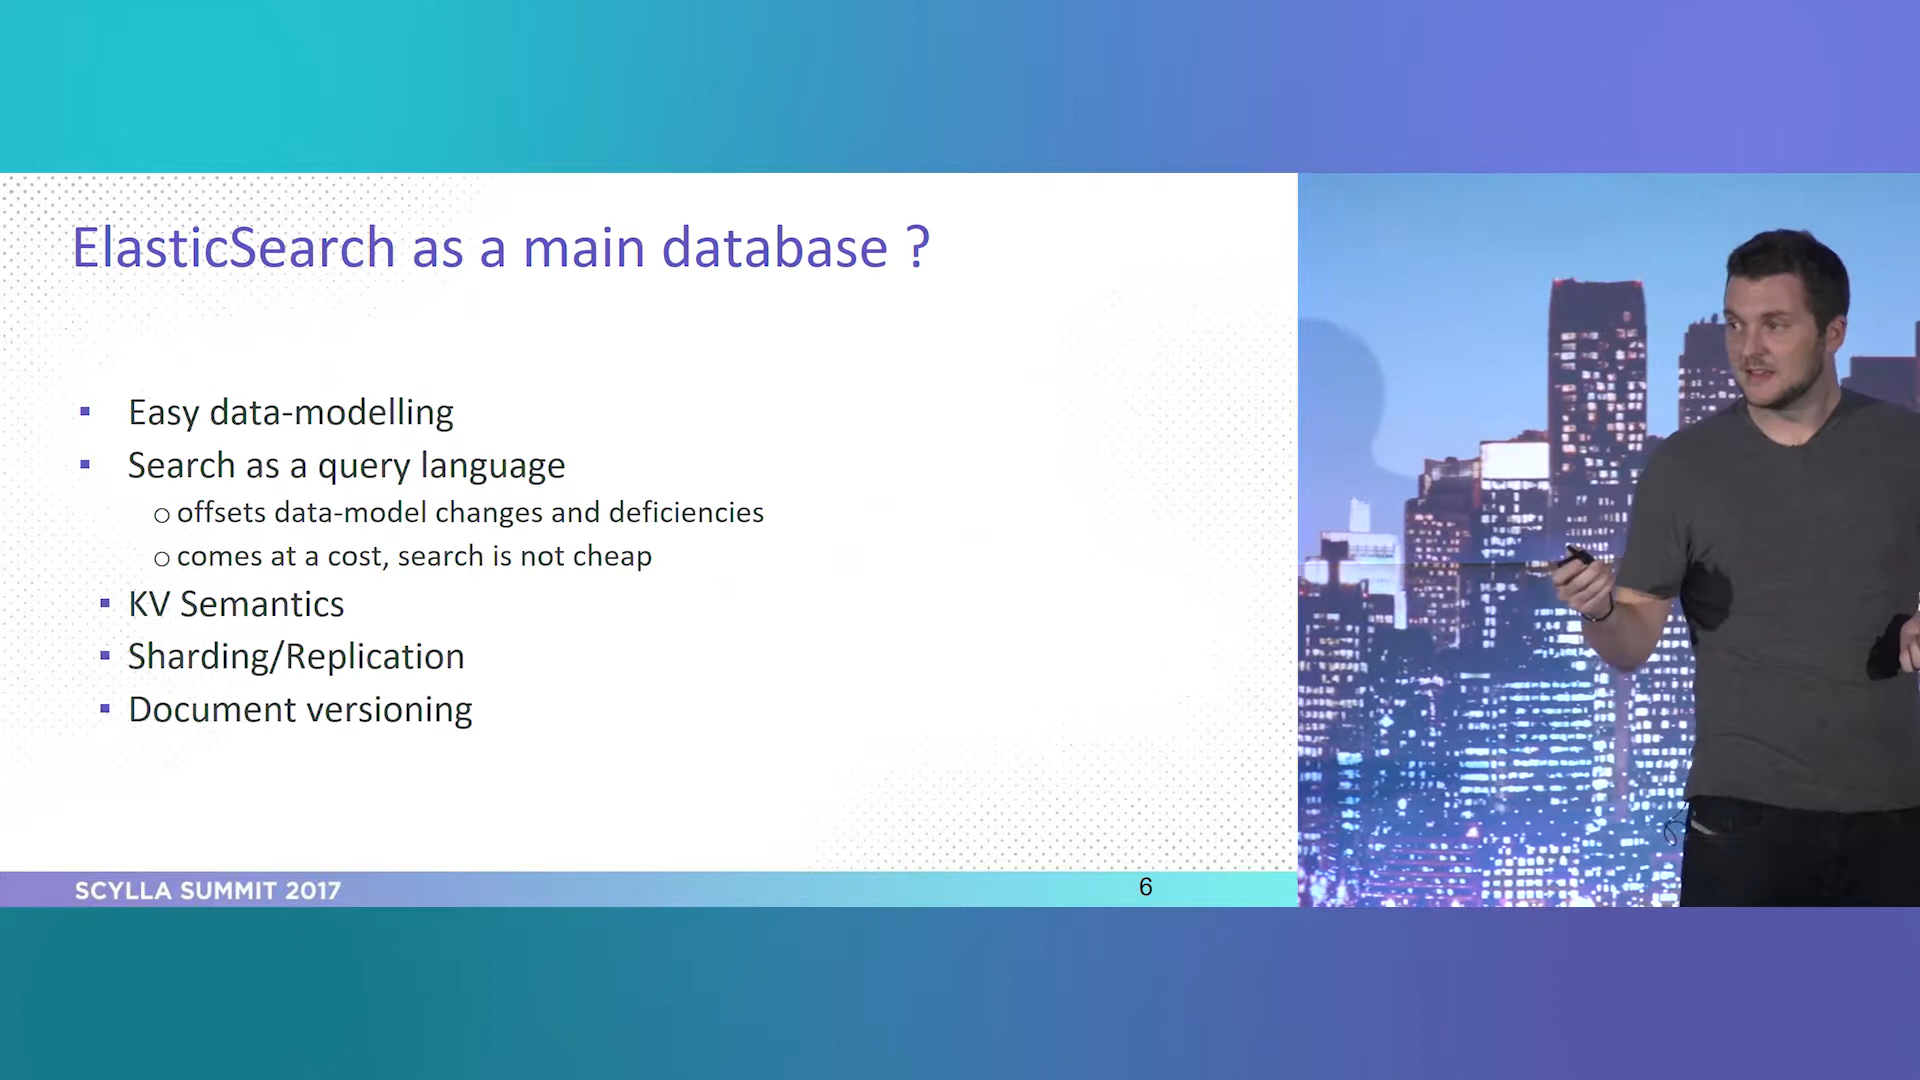 ElasticSearch as a main database ?
▪ Easy data-modelling
▪ Search as a query language
o offsets data-model changes and deficiencies
o comes at a cost, search is not cheap
▪ KV Semantics
▪ Sharding/Replication
▪ Document versioning
SCYLLA SUMMIT 2017
6